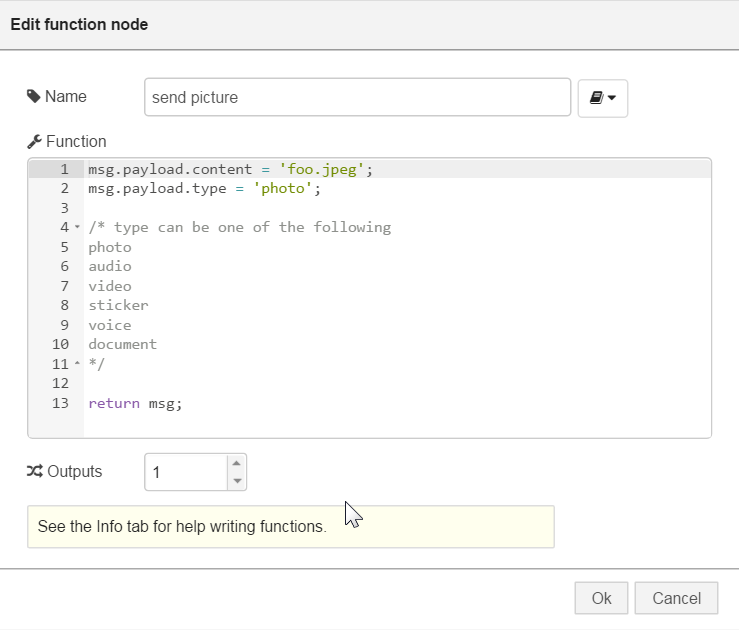 Edit function node
Name
send picture
Function
1 msg.payload.content = 'foo.jpeg';
2 msg.payload.type = 'photo';
3
4 /* type can be one of the following
5 photo
6 audio
7 video
8 sticker
9 voice
10 document
11 */
12
13 return msg;
Outputs
1
See the Info tab for help writing functions.
Ok Cancel